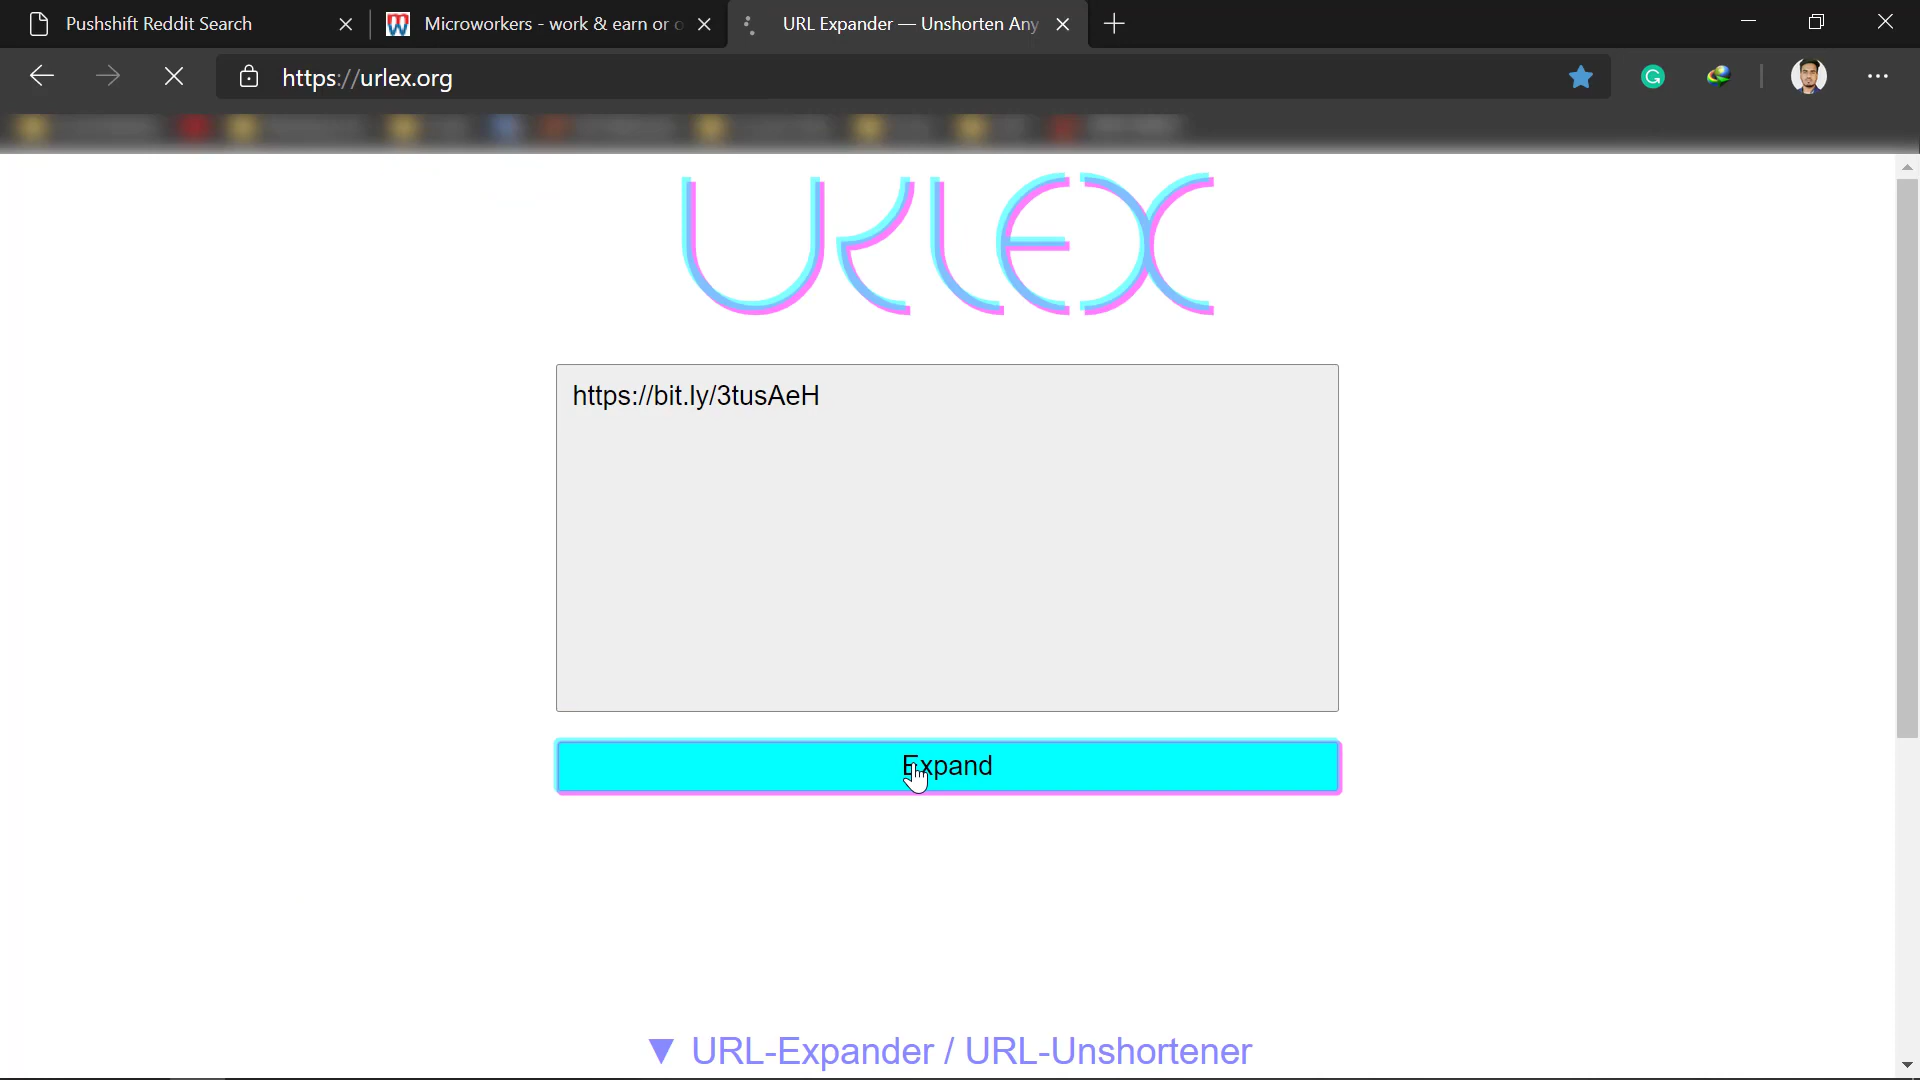 Pushshift Reddit Search
Microworkers - work & earn or o
URL Expander — Unshorten Any
https://urlex.org
URLEX
https://bit.ly/3tusAeH
Expand
▼ URL-Expander / URL-Unshortener